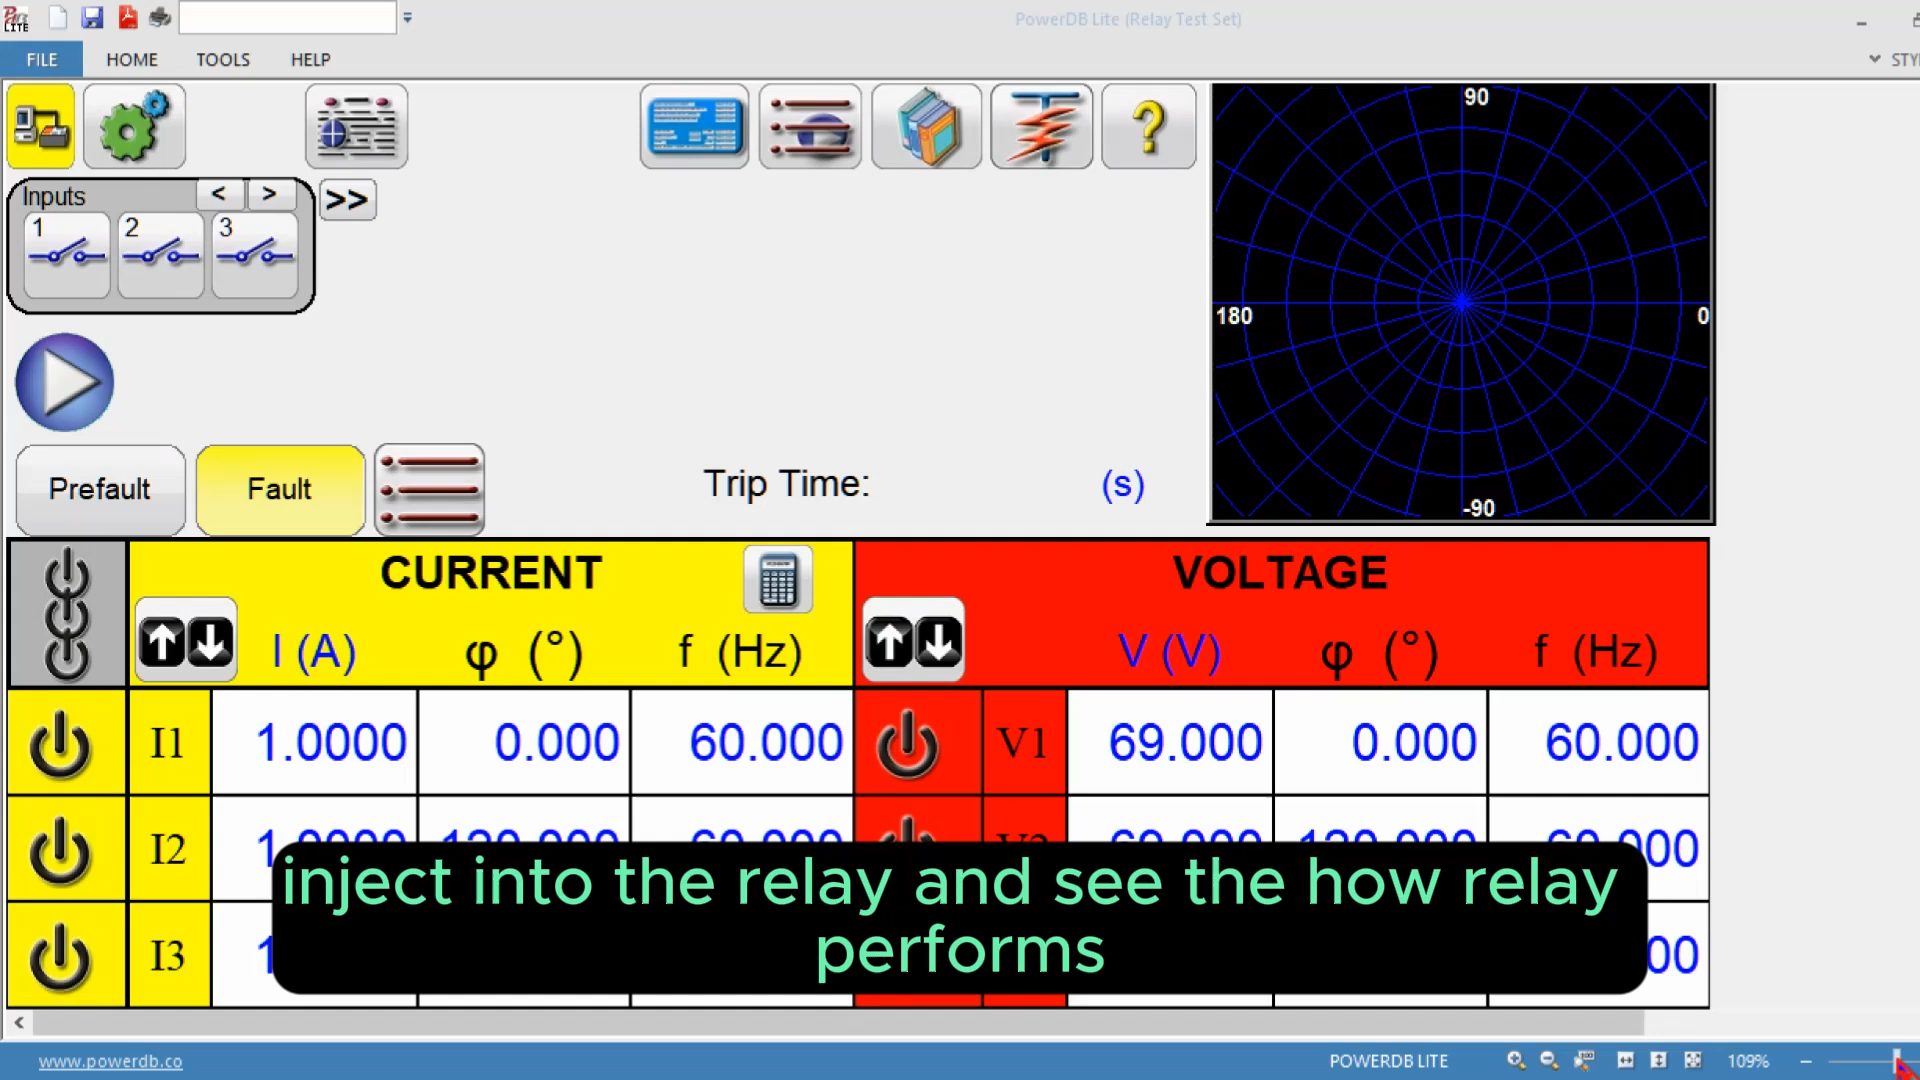 LITE
PowerDB Lite (Relay Test Set)
FILE HOME TOOLS HELP
Inputs < > >>
1 2 3
90
180 0
-90
Prefault Fault Trip Time: (s)
CURRENT VOLTAGE
I (A) φ (°) f (Hz) V (V) φ (°) f (Hz)
I1 1.0000 0.000 60.000 V1 69.000 0.000 60.000
I2
I3
inject into the relay and see the how relay
performs
www.powerdb.co POWERDB LITE 109%